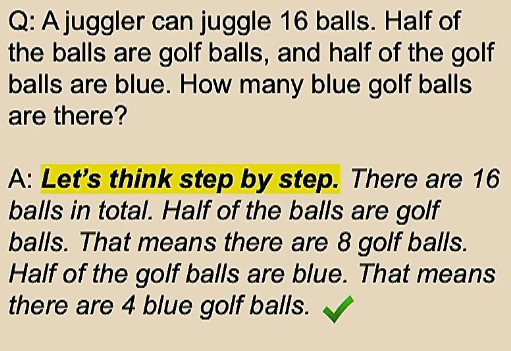 Q: A juggler can juggle 16 balls. Half of
the balls are golf balls, and half of the golf
balls are blue. How many blue golf balls
are there?
A: Let's think step by step. There are 16
balls in total. Half of the balls are golf
balls. That means there are 8 golf balls.
Half of the golf balls are blue. That means
there are 4 blue golf balls.